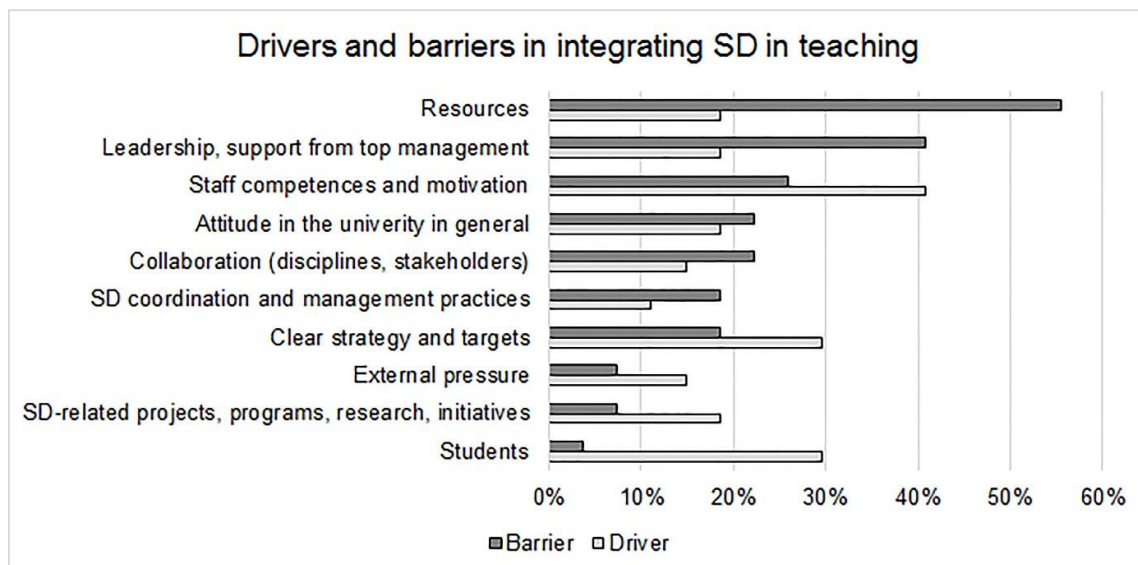 Drivers and barriers in integrating SD in teaching
Resources
Leadership, support from top management
Staff competences and motivation
Attitude in the univerity in general
Collaboration (disciplines, stakeholders)
SD coordination and management practices
Clear strategy and targets
External pressure
SD-related projects, programs, research, initiatives
Students
0% 10% 20% 30% 40% 50% 60%
Barrier Driver